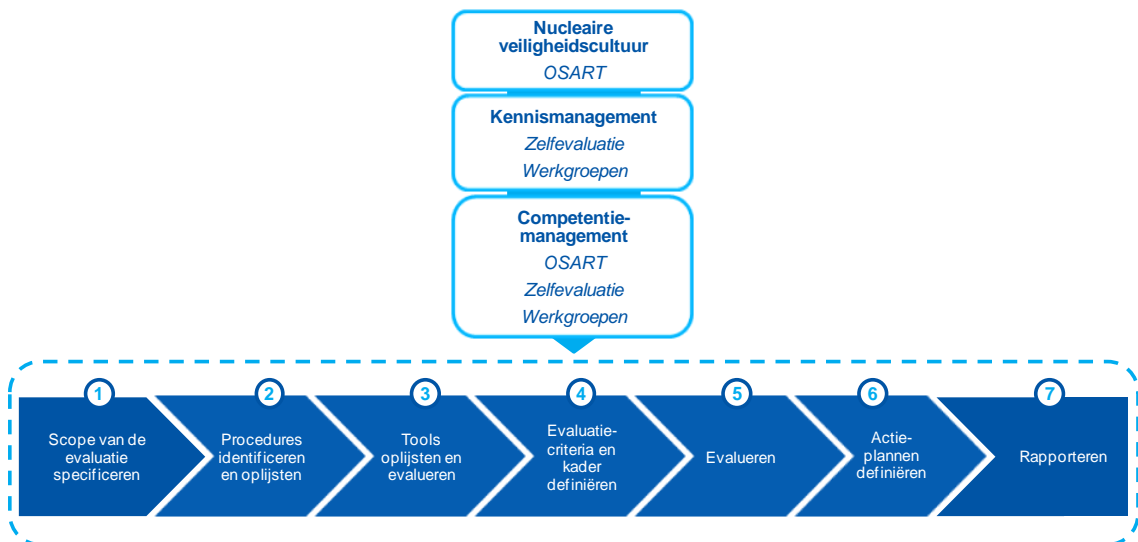 Nucleaire
veiligheidscultuur
OSART
Kennismanagement
Zelfevaluatie
Werkgroepen
Competentie-
management
OSART
Zelfevaluatie
Werkgroepen
1
Scope van de
evaluatie
specificeren
2
Procedures
identificeren
en oplijsten
3
Tools
oplijsten en
evalueren
4
Evaluatie-
criteria en
kader
definiëren
5
Evalueren
6
Actie-
plannen
definiëren
7
Rapporteren